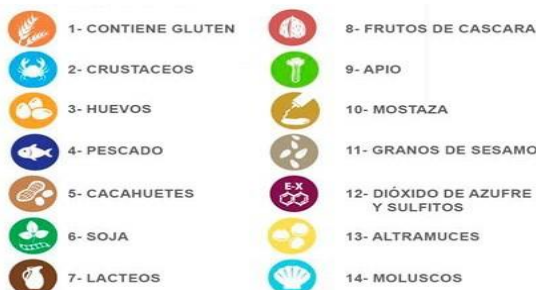 1- CONTIENE GLUTEN
2- CRUSTACEOS
3- HUEVOS
4- PESCADO
5- CACAHUETES
6- SOJA
7- LACTEOS
8- FRUTOS DE CASCARA
9- APIO
10- MOSTAZA
11- GRANOS DE SESAMO
E-X
12- DIÓXIDO DE AZUFRE
Y SULFITOS
13- ALTRAMUCES
14- MOLUSCOS